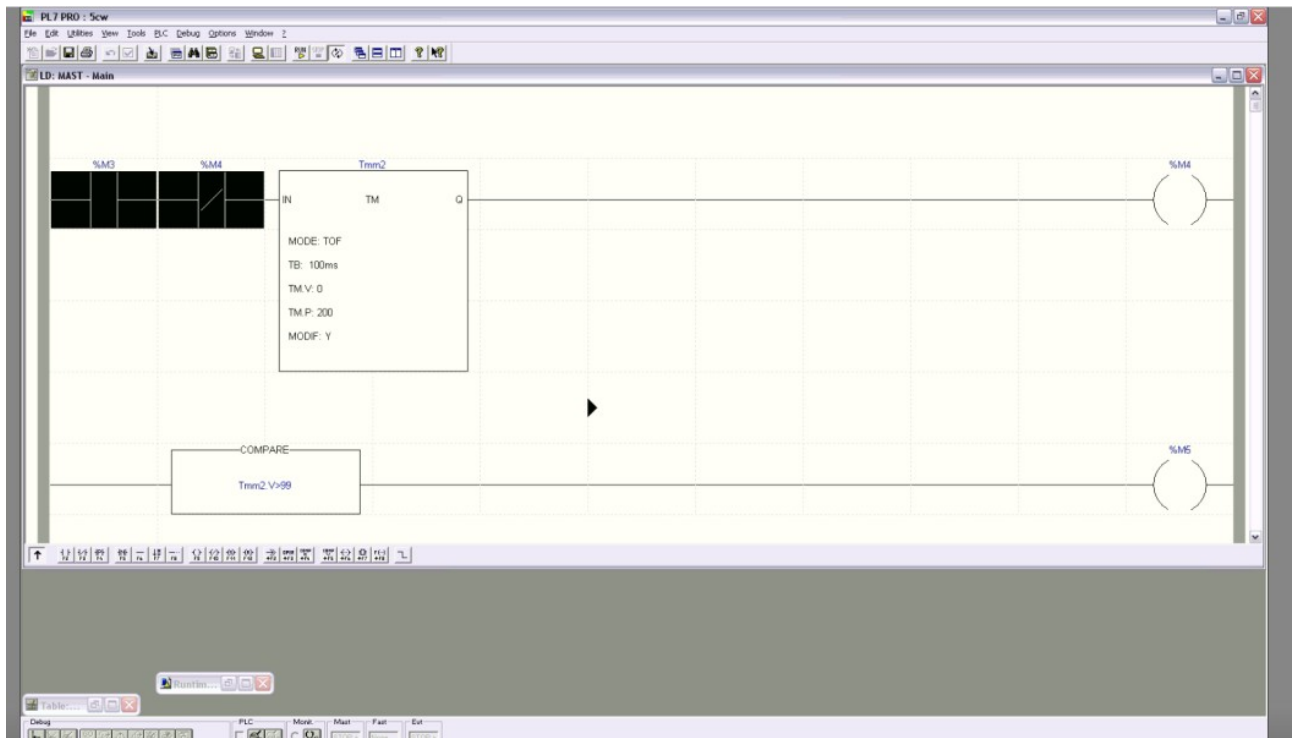 PL7 PRO : 5cw
File Edit Utilities View Tools PLC Debug Options Window ?
LD: MAST - Main
%M3 %M4 Tmm2 %M4
IN TM Q
MODE: TOF
TB: 100ms
TM.V: 0
TM.P: 200
MODIF: Y
COMPARE %M5
Tmm2.V>99
Runtim...
Table:...
Debug PLC Monit. Mast Fast Evt